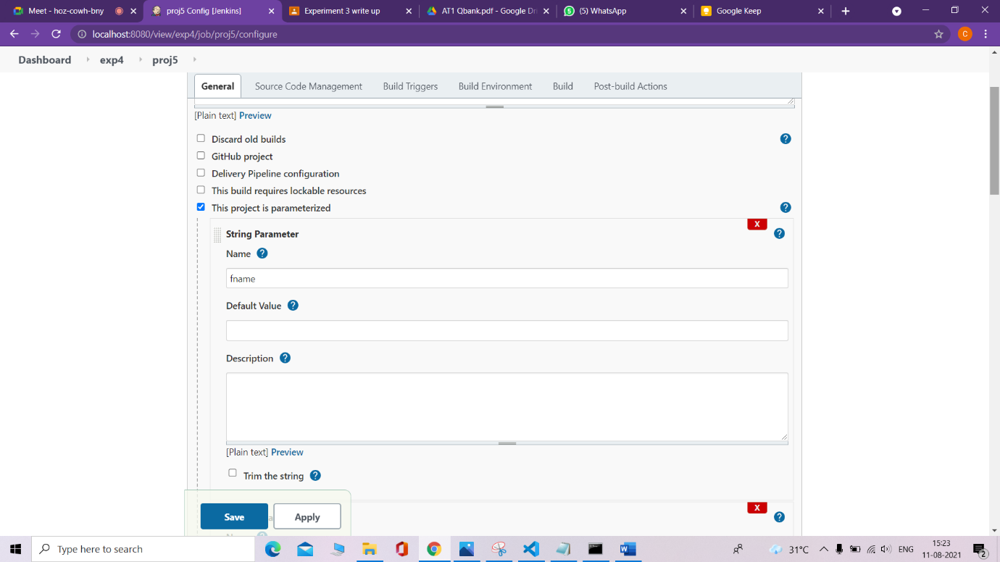 Meet - hoz-cowh-bny
proj5 Config [Jenkins]
Experiment 3 write up
AT1 Qbank.pdf - Google Dri
(5) WhatsApp
Google Keep
localhost:8080/view/exp4/job/proj5/configure
C
Dashboard exp4 proj5
General Source Code Management Build Triggers Build Environment Build Post-build Actions
[Plain text] Preview
Discard old builds
GitHub project
Delivery Pipeline configuration
This build requires lockable resources
This project is parameterized
X
String Parameter
Name
fname
Default Value
Description
[Plain text] Preview
Trim the string
X
Save Apply
Type here to search
31°C ENG
15:23
11-08-2021
2